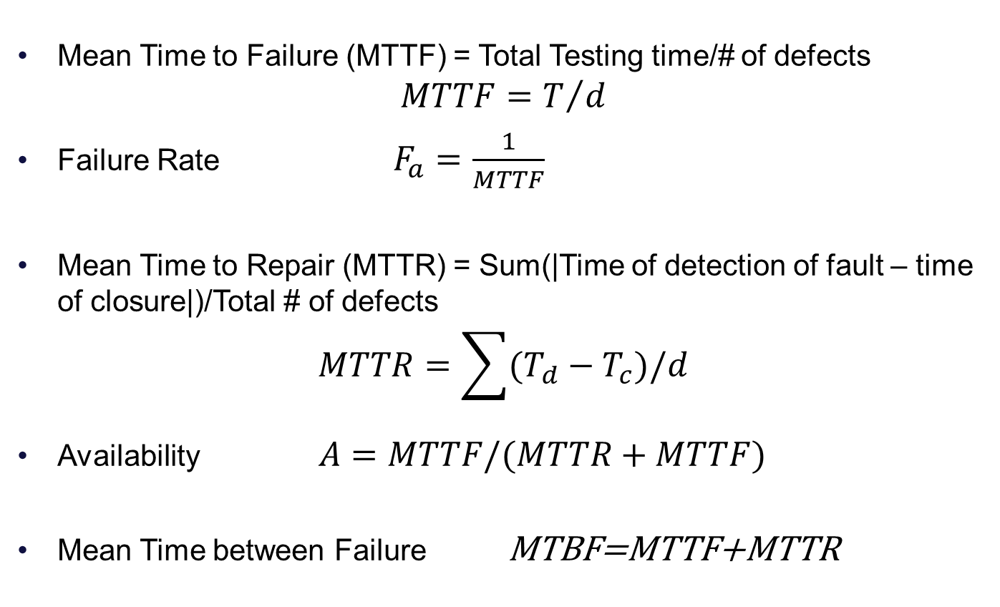 • Mean Time to Failure (MTTF) = Total Testing time/# of defects
MTTF = T/d
• Failure Rate F_a = 1/MTTF
• Mean Time to Repair (MTTR) = Sum(|Time of detection of fault – time
of closure|)/Total # of defects
MTTR = ∑(T_d − T_c)/d
• Availability A = MTTF/(MTTR + MTTF)
• Mean Time between Failure MTBF=MTTF+MTTR